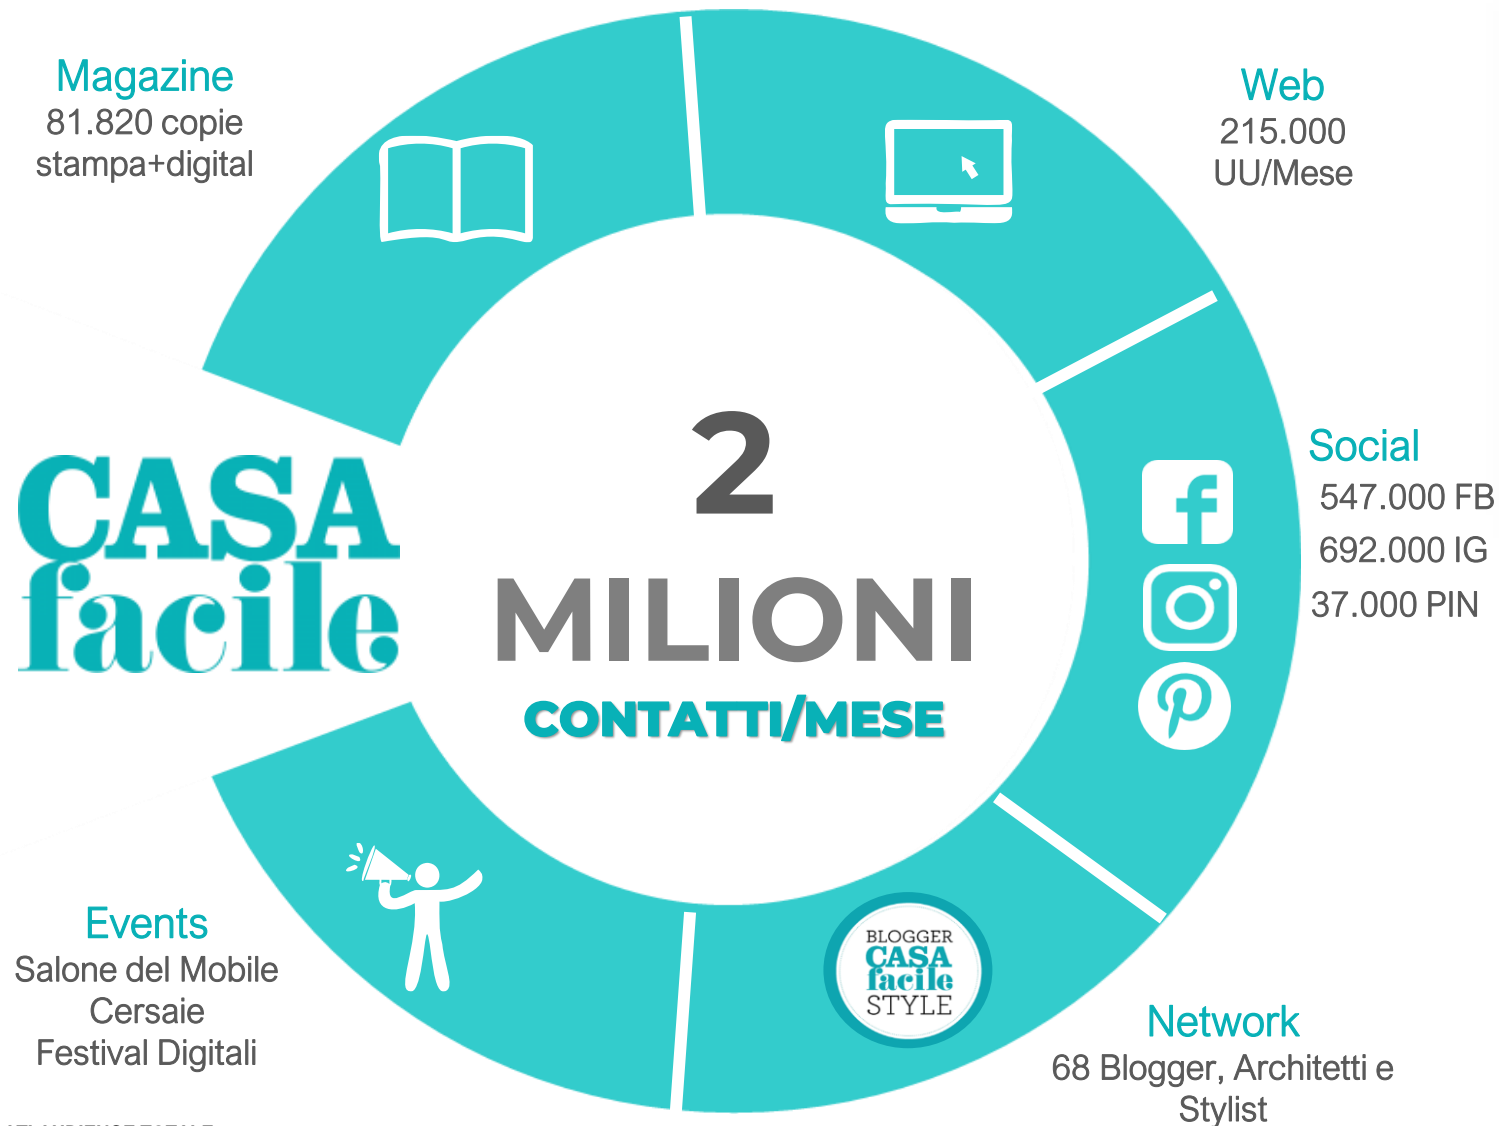 Magazine
81.820 copie
stampa+digital
Web
215.000
UU/Mese
CASA
facile
2
MILIONI
CONTATTI/MESE
Social
547.000 FB
692.000 IG
37.000 PIN
Events
Salone del Mobile
Cersaie
Festival Digitali
BLOGGER
CASA
facile
STYLE
Network
68 Blogger, Architetti e
Stylist